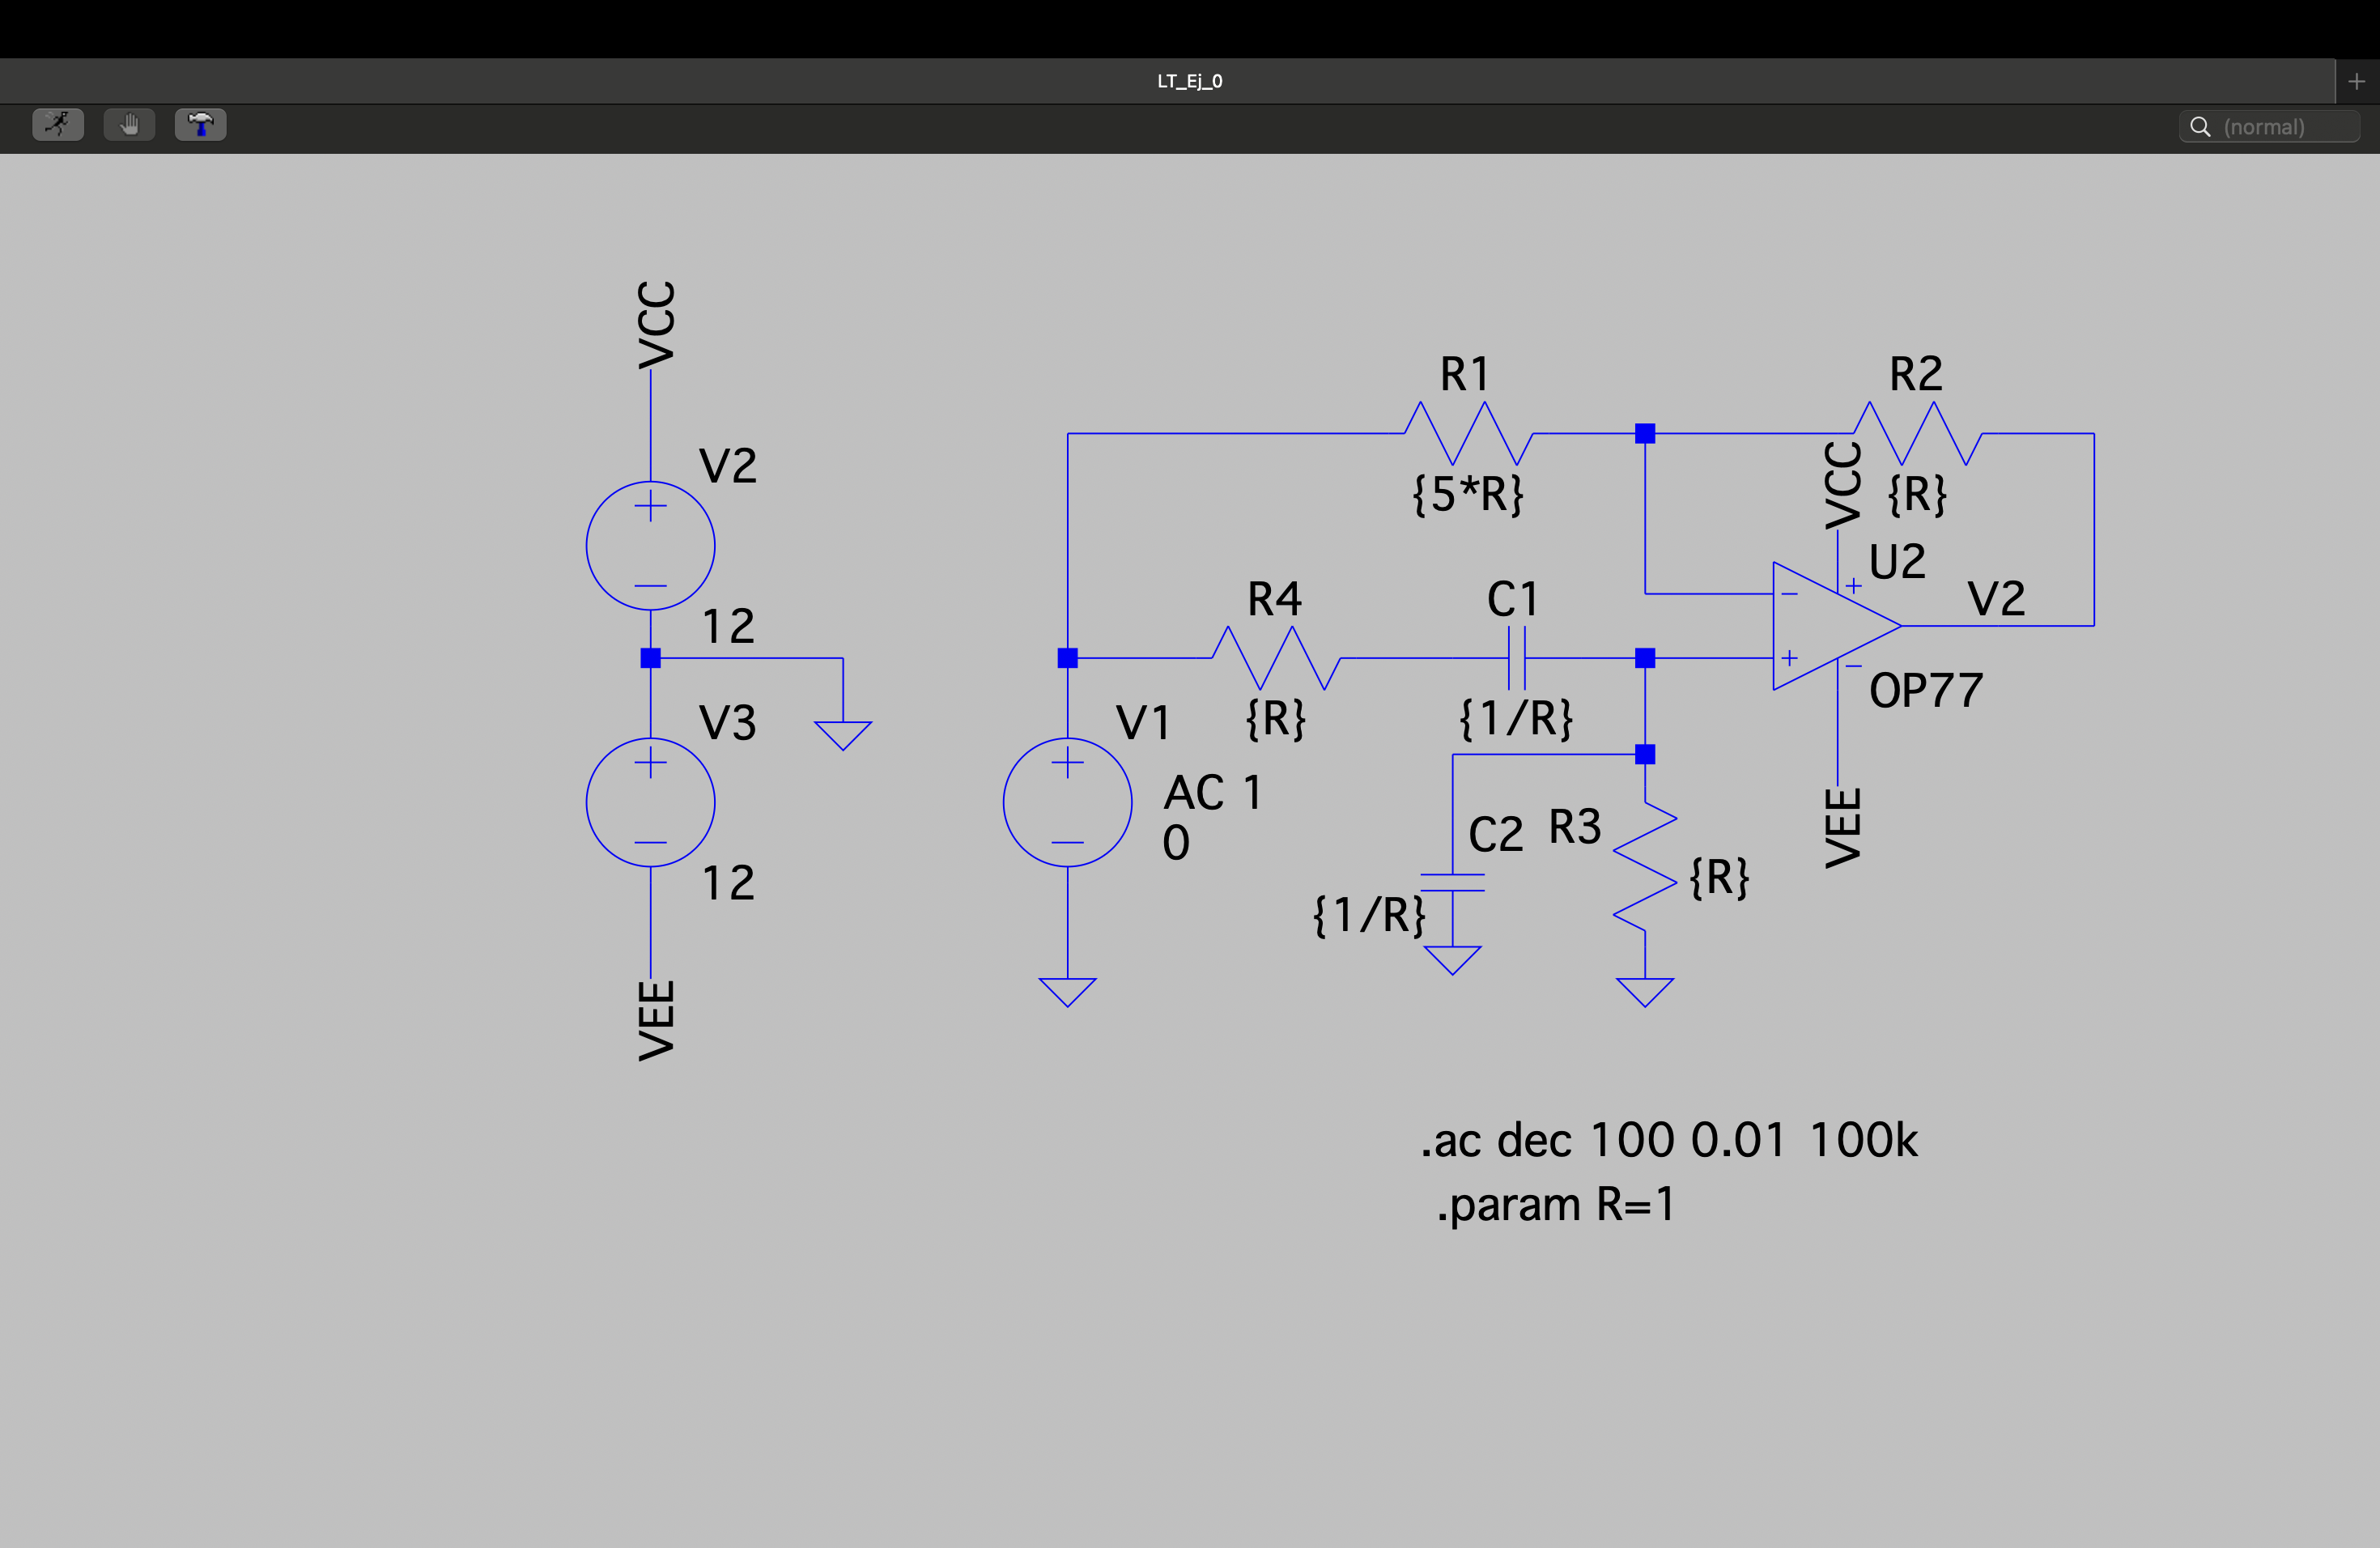 LT_Ej_0
(normal)
VCC
V2
12
V3
12
VEE
R1
{5*R}
R2
{R}
VCC
U2
V2
OP77
VEE
R4
{R}
C1
{1/R}
V1
AC 1
0
C2
{1/R}
R3
{R}
.ac dec 100 0.01 100k
.param R=1